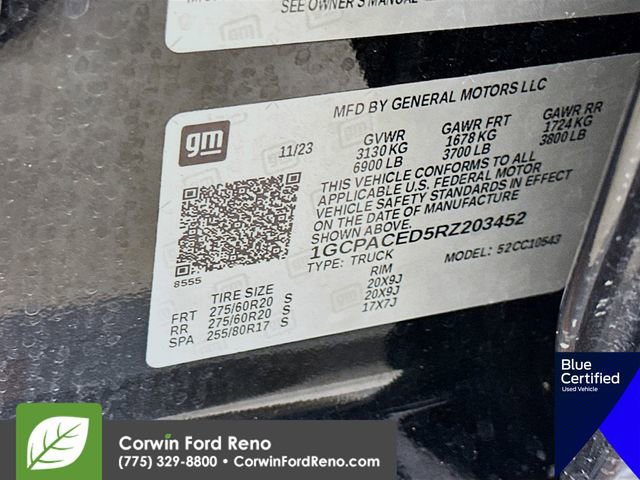 SEE OWNER'S MANUAL
MFD BY GENERAL MOTORS LLC
gm
11/23
GVWR GAWR FRT GAWR RR
3130 KG 1678 KG 1724 KG
6900 LB 3700 LB 3800 LB
THIS VEHICLE CONFORMS TO ALL
APPLICABLE U.S. FEDERAL MOTOR
VEHICLE SAFETY STANDARDS IN EFFECT
ON THE DATE OF MANUFACTURE
SHOWN ABOVE.
1GCPACED5RZ203452
TYPE: TRUCK MODEL: 52CC10543
8555
TIRE SIZE RIM
FRT 275/60R20 S 20X9J
RR 275/60R20 S 20X9J
SPA 255/80R17 S 17X7J
Blue
Certified
Used Vehicle
Corwin Ford Reno
(775) 329-8800 • CorwinFordReno.com